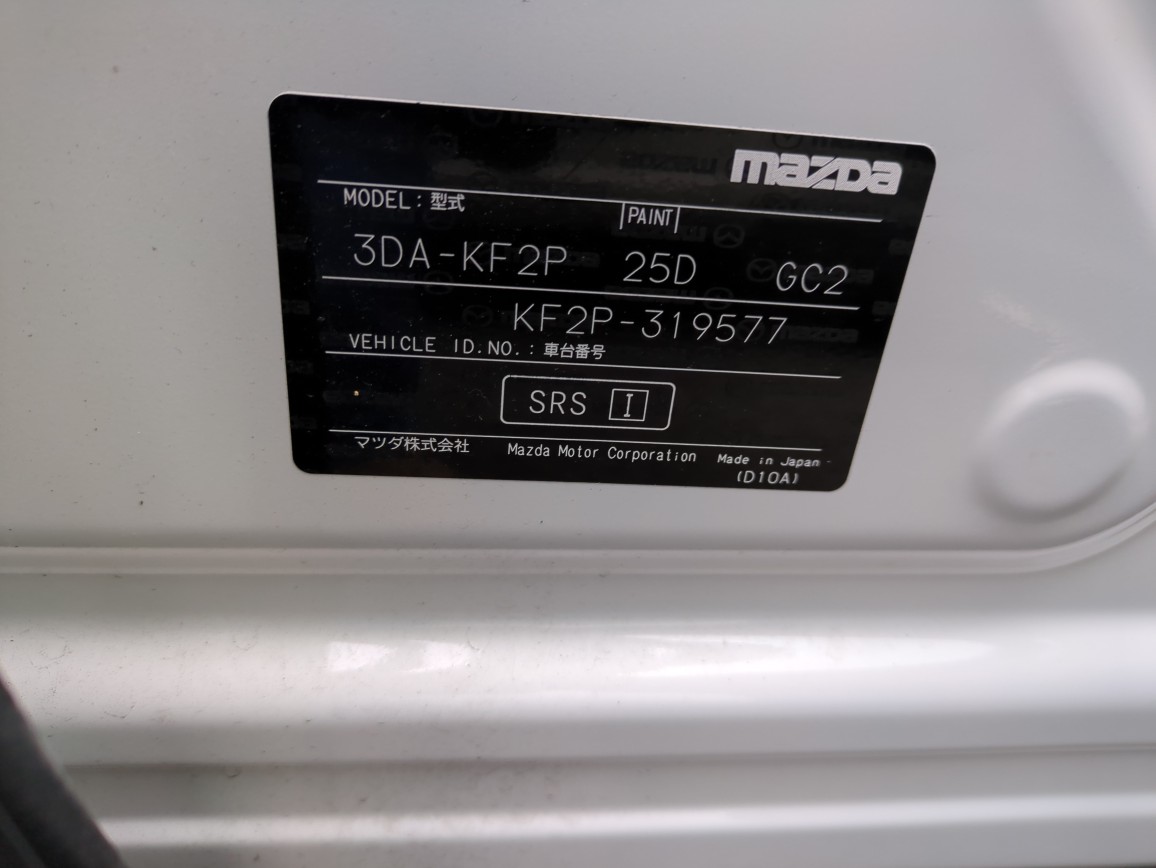 mazda
MODEL : 型式
PAINT
3DA-KF2P 25D GC2
KF2P-319577
VEHICLE ID.NO. : 車台番号
SRS I
マツダ株式会社 Mazda Motor Corporation Made in Japan
(D10A)